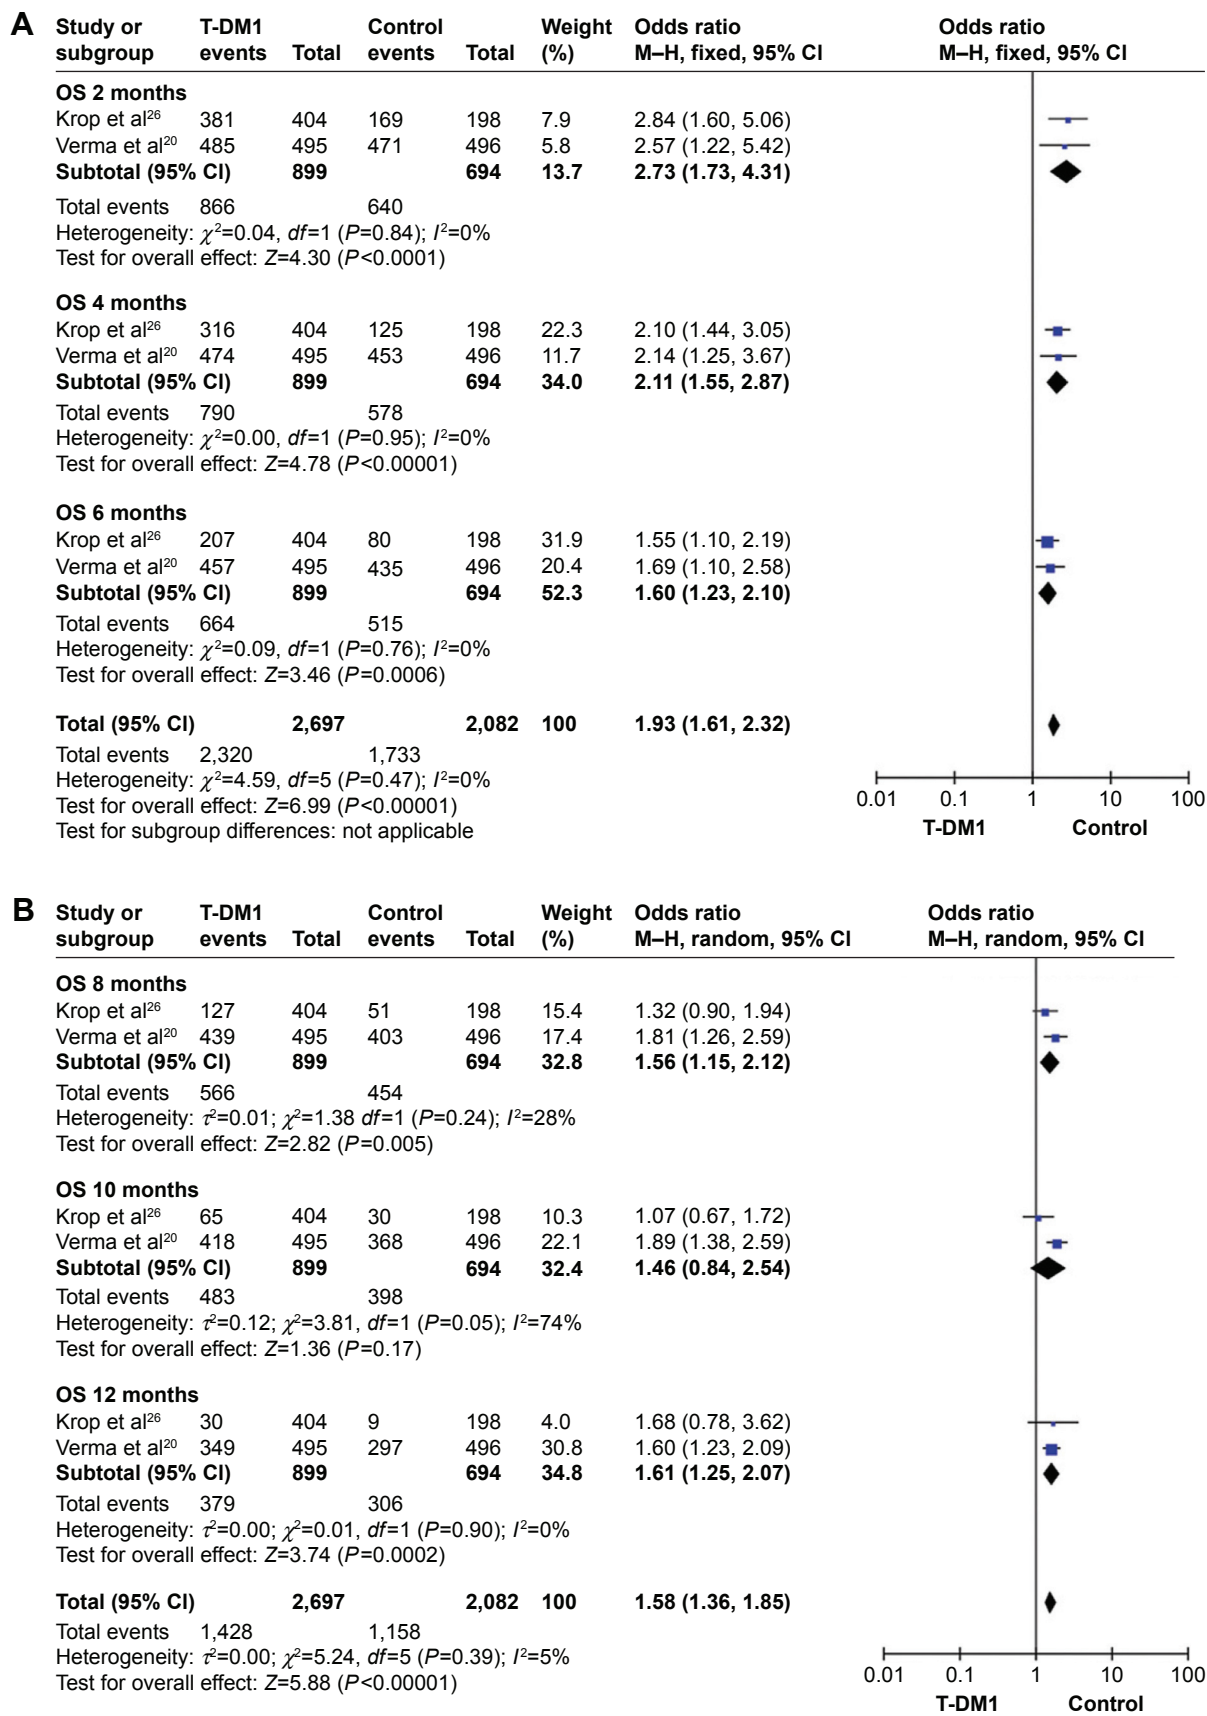 A
Study or subgroup T-DM1 events Total Control events Total Weight (%) Odds ratio M–H, fixed, 95% CI Odds ratio M–H, fixed, 95% CI
OS 2 months
Krop et al26 381 404 169 198 7.9 2.84 (1.60, 5.06)
Verma et al20 485 495 471 496 5.8 2.57 (1.22, 5.42)
Subtotal (95% CI) 899 694 13.7 2.73 (1.73, 4.31)
Total events 866 640
Heterogeneity: χ2=0.04, df=1 (P=0.84); I2=0%
Test for overall effect: Z=4.30 (P<0.0001)
OS 4 months
Krop et al26 316 404 125 198 22.3 2.10 (1.44, 3.05)
Verma et al20 474 495 453 496 11.7 2.14 (1.25, 3.67)
Subtotal (95% CI) 899 694 34.0 2.11 (1.55, 2.87)
Total events 790 578
Heterogeneity: χ2=0.00, df=1 (P=0.95); I2=0%
Test for overall effect: Z=4.78 (P<0.00001)
OS 6 months
Krop et al26 207 404 80 198 31.9 1.55 (1.10, 2.19)
Verma et al20 457 495 435 496 20.4 1.69 (1.10, 2.58)
Subtotal (95% CI) 899 694 52.3 1.60 (1.23, 2.10)
Total events 664 515
Heterogeneity: χ2=0.09, df=1 (P=0.76); I2=0%
Test for overall effect: Z=3.46 (P=0.0006)
Total (95% CI) 2,697 2,082 100 1.93 (1.61, 2.32)
Total events 2,320 1,733
Heterogeneity: χ2=4.59, df=5 (P=0.47); I2=0%
Test for overall effect: Z=6.99 (P<0.00001)
Test for subgroup differences: not applicable
0.01 0.1 1 10 100
T-DM1 Control
B
Study or subgroup T-DM1 events Total Control events Total Weight (%) Odds ratio M–H, random, 95% CI Odds ratio M–H, random, 95% CI
OS 8 months
Krop et al26 127 404 51 198 15.4 1.32 (0.90, 1.94)
Verma et al20 439 495 403 496 17.4 1.81 (1.26, 2.59)
Subtotal (95% CI) 899 694 32.8 1.56 (1.15, 2.12)
Total events 566 454
Heterogeneity: τ2=0.01; χ2=1.38 df=1 (P=0.24); I2=28%
Test for overall effect: Z=2.82 (P=0.005)
OS 10 months
Krop et al26 65 404 30 198 10.3 1.07 (0.67, 1.72)
Verma et al20 418 495 368 496 22.1 1.89 (1.38, 2.59)
Subtotal (95% CI) 899 694 32.4 1.46 (0.84, 2.54)
Total events 483 398
Heterogeneity: τ2=0.12; χ2=3.81, df=1 (P=0.05); I2=74%
Test for overall effect: Z=1.36 (P=0.17)
OS 12 months
Krop et al26 30 404 9 198 4.0 1.68 (0.78, 3.62)
Verma et al20 349 495 297 496 30.8 1.60 (1.23, 2.09)
Subtotal (95% CI) 899 694 34.8 1.61 (1.25, 2.07)
Total events 379 306
Heterogeneity: τ2=0.00; χ2=0.01, df=1 (P=0.90); I2=0%
Test for overall effect: Z=3.74 (P=0.0002)
Total (95% CI) 2,697 2,082 100 1.58 (1.36, 1.85)
Total events 1,428 1,158
Heterogeneity: τ2=0.00; χ2=5.24, df=5 (P=0.39); I2=5%
Test for overall effect: Z=5.88 (P<0.00001)
0.01 0.1 1 10 100
T-DM1 Control